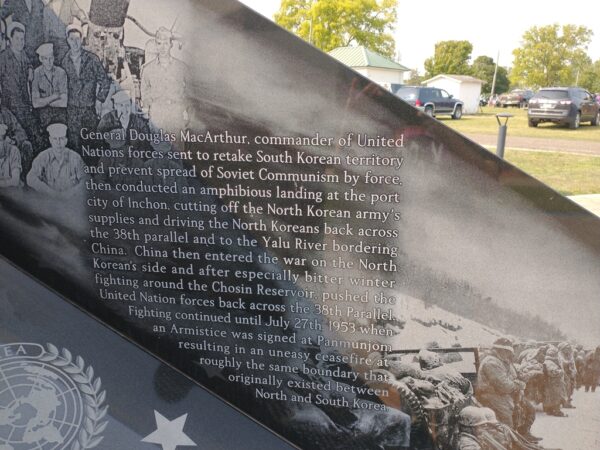 General Douglas MacArthur, commander of United
Nations forces sent to retake South Korean territory
and prevent spread of Soviet Communism by force,
then conducted an amphibious landing at the port
city of Inchon, cutting off the North Korean army's
supplies and driving the North Koreans back across
the 38th parallel and to the Yalu River bordering
China. China then entered the war on the North
Korean's side and after especially bitter winter
fighting around the Chosin Reservoir, pushed the
United Nation forces back across the 38th Parallel.
Fighting continued until July 27th, 1953 when
an Armistice was signed at Panmunjom
resulting in an uneasy ceasefire at
roughly the same boundary that
originally existed between
North and South Korea.